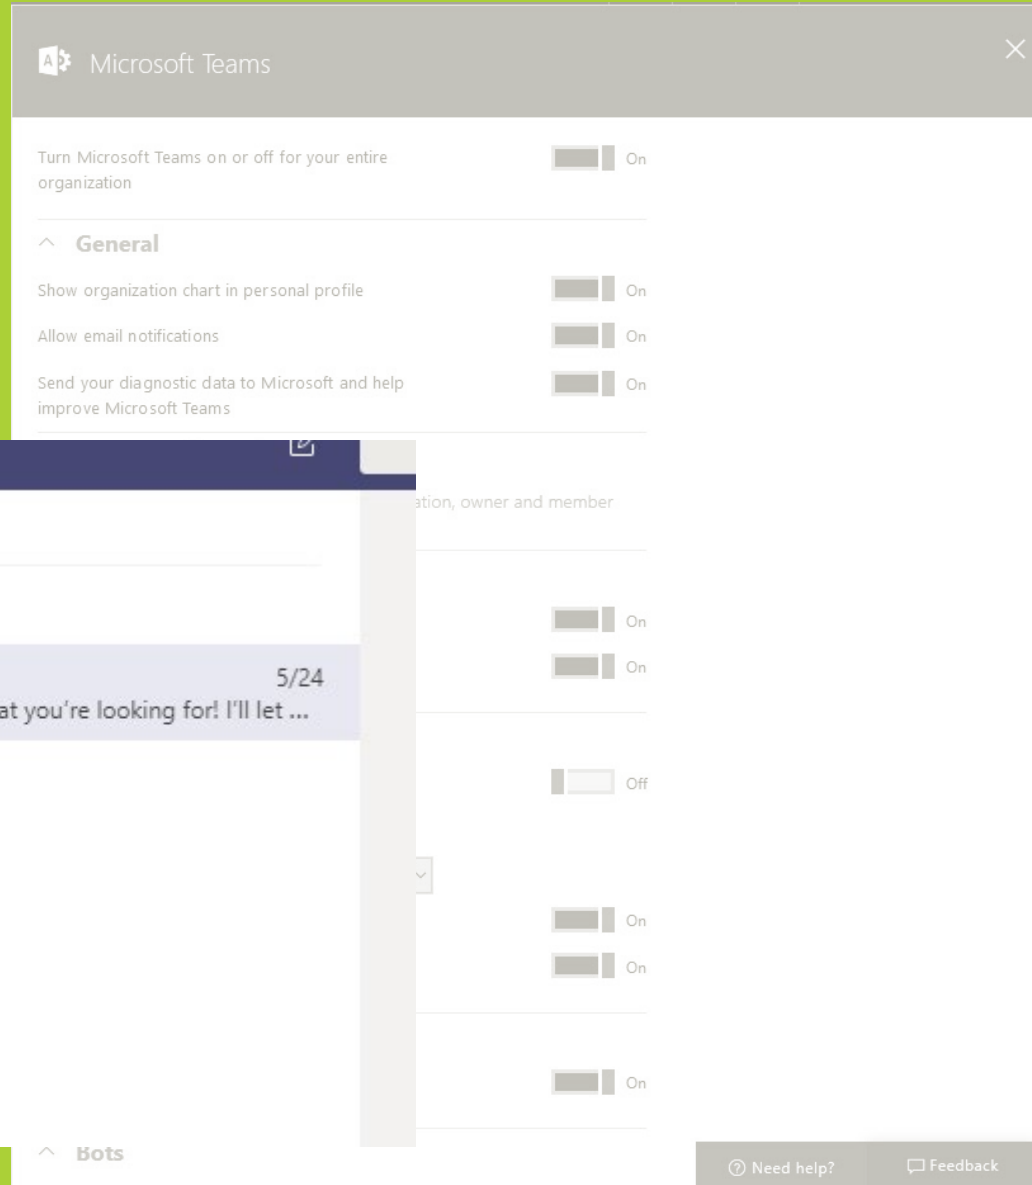 Microsoft Teams
Turn Microsoft Teams on or off for your entire
organization
On
General
Show organization chart in personal profile
On
Allow email notifications
On
Send your diagnostic data to Microsoft and help
improve Microsoft Teams
On
ation, owner and member
On
5/24
On
at you're looking for! I'll let ...
Off
On
On
On
Bots
Need help?
Feedback